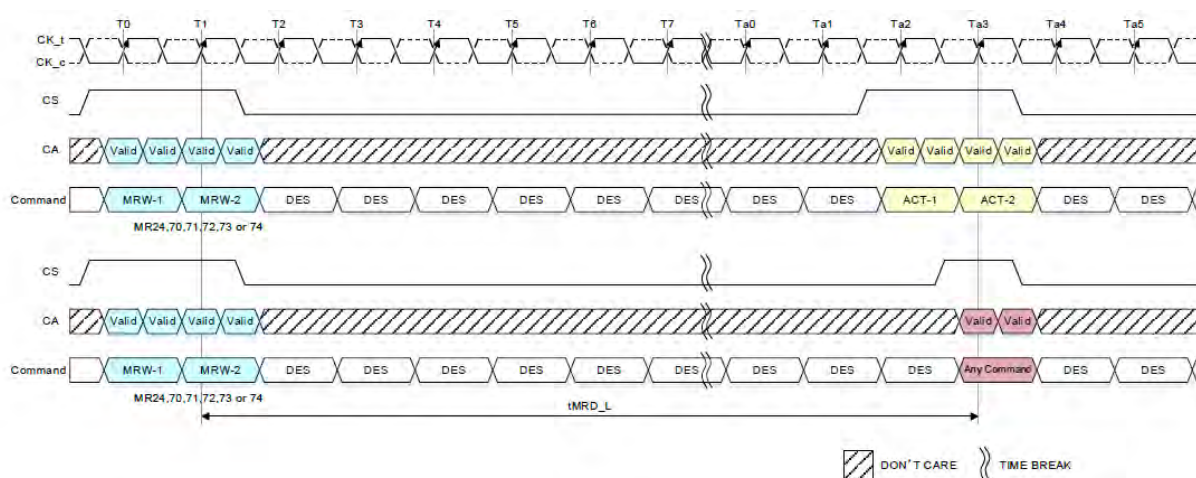 T0 T1 T2 T3 T4 T5 T6 T7 Ta0 Ta1 Ta2 Ta3 Ta4 Ta5
CK_t
CK_c
CS
CA Valid Valid Valid Valid Valid Valid Valid Valid
Command MRW-1 MRW-2 DES DES DES DES DES DES DES DES ACT-1 ACT-2 DES DES
MR24,70,71,72,73 or 74
CS
CA Valid Valid Valid Valid Valid Valid
Command MRW-1 MRW-2 DES DES DES DES DES DES DES DES DES Any Command DES DES
MR24,70,71,72,73 or 74
tMRD_L
DON'T CARE TIME BREAK